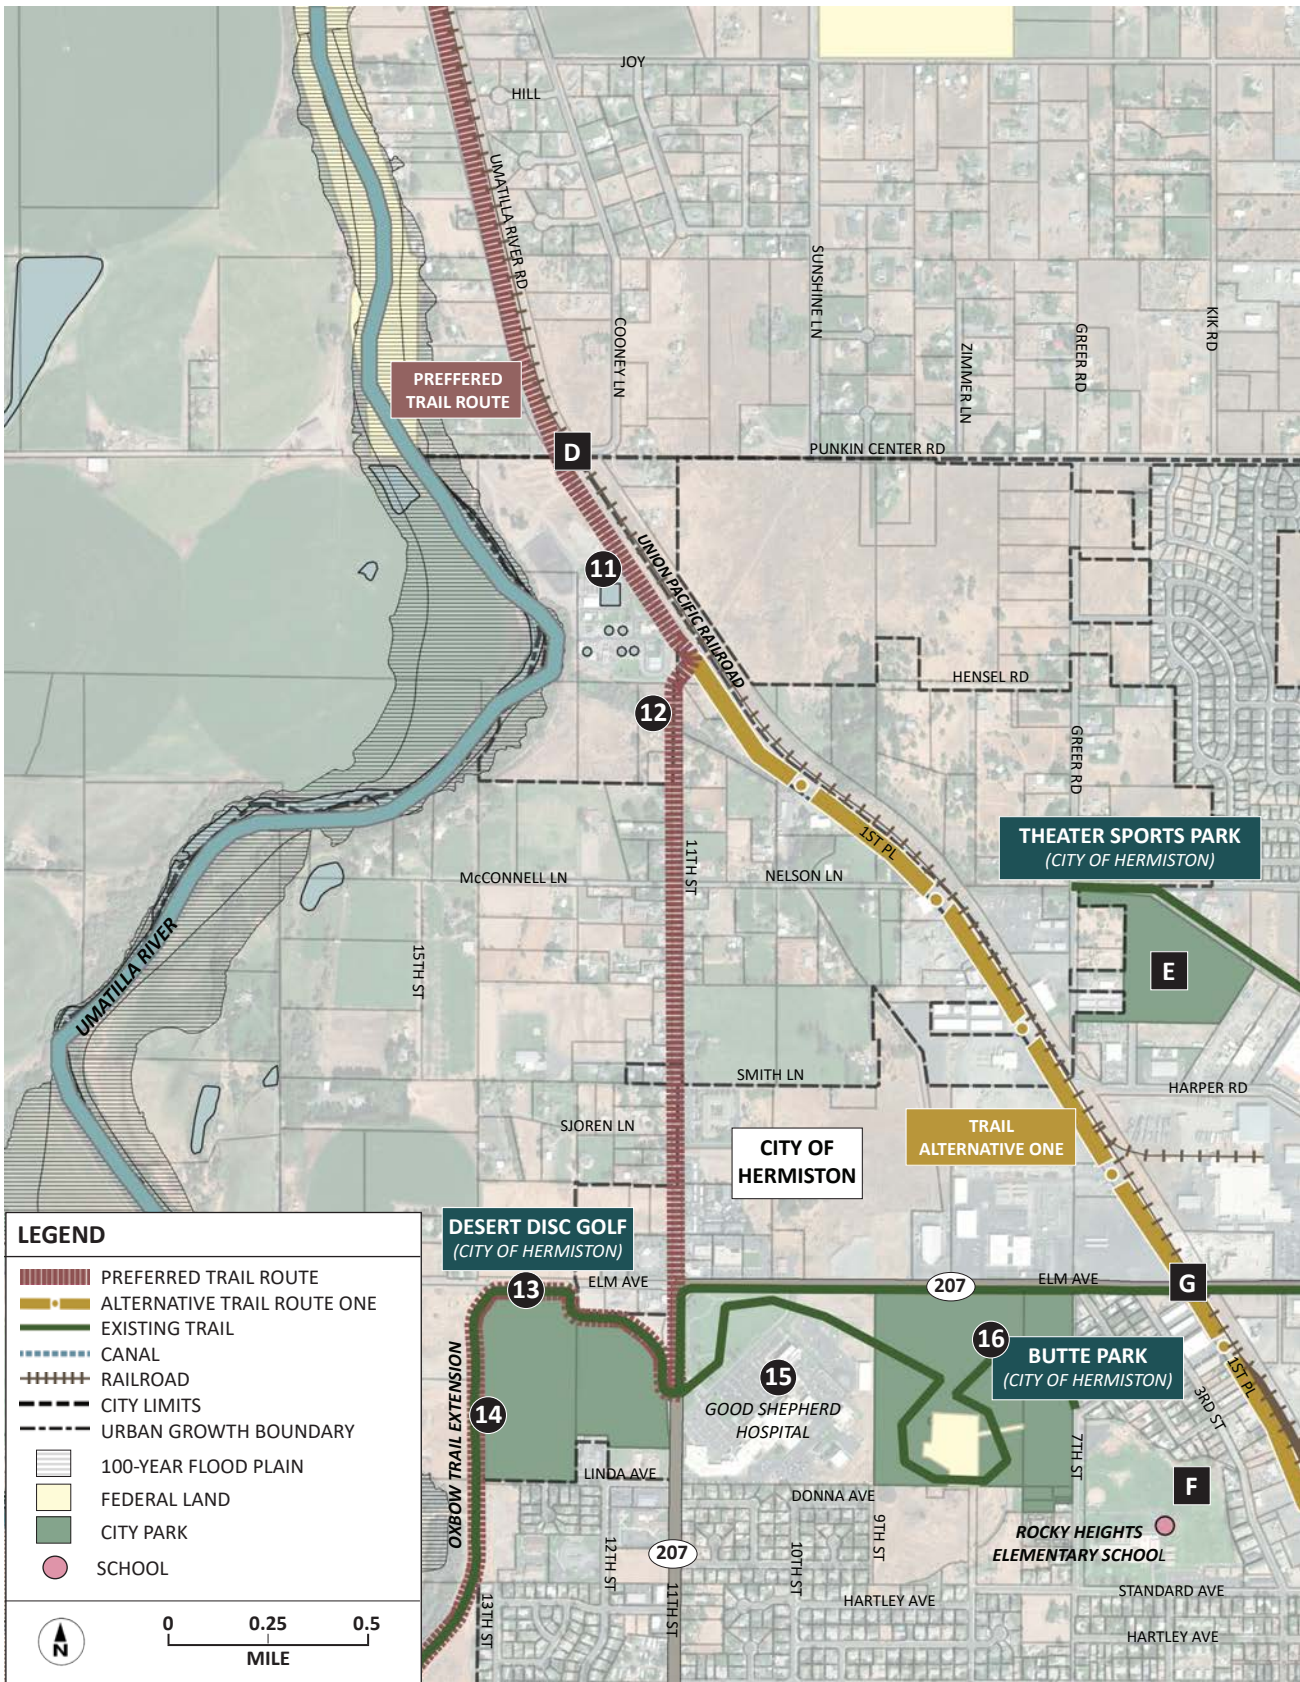 JOY
HILL
UMATILLA RIVER RD
SUNSHINE LN
COONEY LN
ZIMMER LN
GREER RD
KIK RD
PREFFERED
TRAIL ROUTE
D
PUNKIN CENTER RD
11
UNION PACIFIC RAILROAD
HENSEL RD
12
GREER RD
1ST PL
THEATER SPORTS PARK
(CITY OF HERMISTON)
11TH ST
McCONNELL LN
NELSON LN
UMATILLA RIVER
15TH ST
E
SMITH LN
HARPER RD
SJOREN LN
TRAIL
ALTERNATIVE ONE
CITY OF
HERMISTON
DESERT DISC GOLF
(CITY OF HERMISTON)
13
ELM AVE
207
ELM AVE
G
16
BUTTE PARK
(CITY OF HERMISTON)
1ST PL
3RD ST
OXBOW TRAIL EXTENSION
14
15
GOOD SHEPHERD
HOSPITAL
7TH ST
LINDA AVE
DONNA AVE
F
9TH ST
ROCKY HEIGHTS
ELEMENTARY SCHOOL
12TH ST
207
10TH ST
11TH ST
13TH ST
HARTLEY AVE
STANDARD AVE
HARTLEY AVE
LEGEND
PREFERRED TRAIL ROUTE
ALTERNATIVE TRAIL ROUTE ONE
EXISTING TRAIL
CANAL
RAILROAD
CITY LIMITS
URBAN GROWTH BOUNDARY
100-YEAR FLOOD PLAIN
FEDERAL LAND
CITY PARK
SCHOOL
N
0 0.25 0.5
MILE